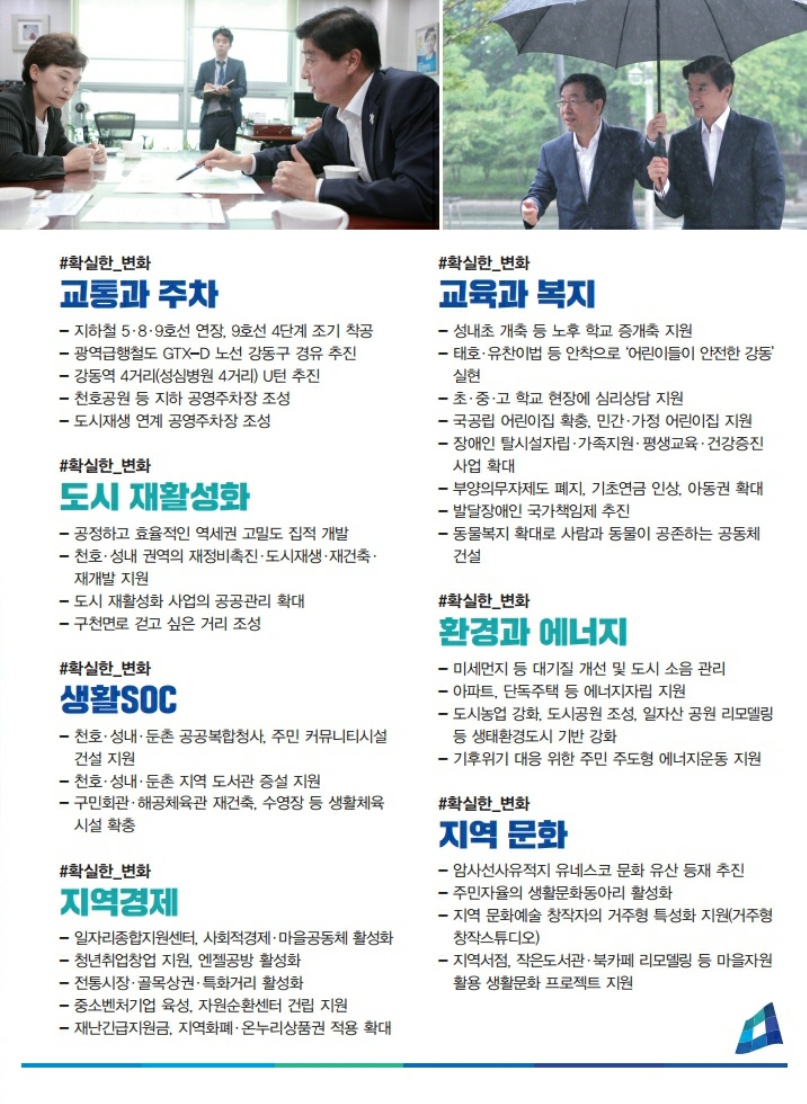 #확실한_변화
교통과 주차
– 지하철 5·8·9호선 연장, 9호선 4단계 조기 착공
– 광역급행철도 GTX-D 노선 강동구 경유 추진
– 강동역 4거리(성심병원 4거리) U턴 추진
– 천호공원 등 지하 공영주차장 조성
– 도시재생 연계 공영주차장 조성
#확실한_변화
도시 재활성화
– 공정하고 효율적인 역세권 고밀도 집적 개발
– 천호·성내 권역의 재정비촉진·도시재생·재건축·
재개발 지원
– 도시 재활성화 사업의 공공관리 확대
– 구천면로 걷고 싶은 거리 조성
#확실한_변화
생활SOC
– 천호·성내·둔촌 공공복합청사, 주민 커뮤니티시설
건설 지원
– 천호·성내·둔촌 지역 도서관 증설 지원
– 구민회관·해공체육관 재건축, 수영장 등 생활체육
시설 확충
#확실한_변화
지역경제
– 일자리종합지원센터, 사회적경제·마을공동체 활성화
– 청년취업창업 지원, 엔젤공방 활성화
– 전통시장·골목상권·특화거리 활성화
– 중소벤처기업 육성, 자원순환센터 건립 지원
– 재난긴급지원금, 지역화폐·온누리상품권 적용 확대
#확실한_변화
교육과 복지
– 성내초 개축 등 노후 학교 증개축 지원
– 태호·유찬이법 등 안착으로 '어린이들이 안전한 강동'
실현
– 초·중·고 학교 현장에 심리상담 지원
– 국공립 어린이집 확충, 민간·가정 어린이집 지원
– 장애인 탈시설자립·가족지원·평생교육·건강증진
사업 확대
– 부양의무자제도 폐지, 기초연금 인상, 아동권 확대
– 발달장애인 국가책임제 추진
– 동물복지 확대로 사람과 동물이 공존하는 공동체
건설
#확실한_변화
환경과 에너지
– 미세먼지 등 대기질 개선 및 도시 소음 관리
– 아파트, 단독주택 등 에너지자립 지원
– 도시농업 강화, 도시공원 조성, 일자산 공원 리모델링
등 생태환경도시 기반 강화
– 기후위기 대응 위한 주민 주도형 에너지운동 지원
#확실한_변화
지역 문화
– 암사선사유적지 유네스코 문화 유산 등재 추진
– 주민자율의 생활문화동아리 활성화
– 지역 문화예술 창작자의 거주형 특성화 지원(거주형
창작스튜디오)
– 지역서점, 작은도서관·북카페 리모델링 등 마을자원
활용 생활문화 프로젝트 지원